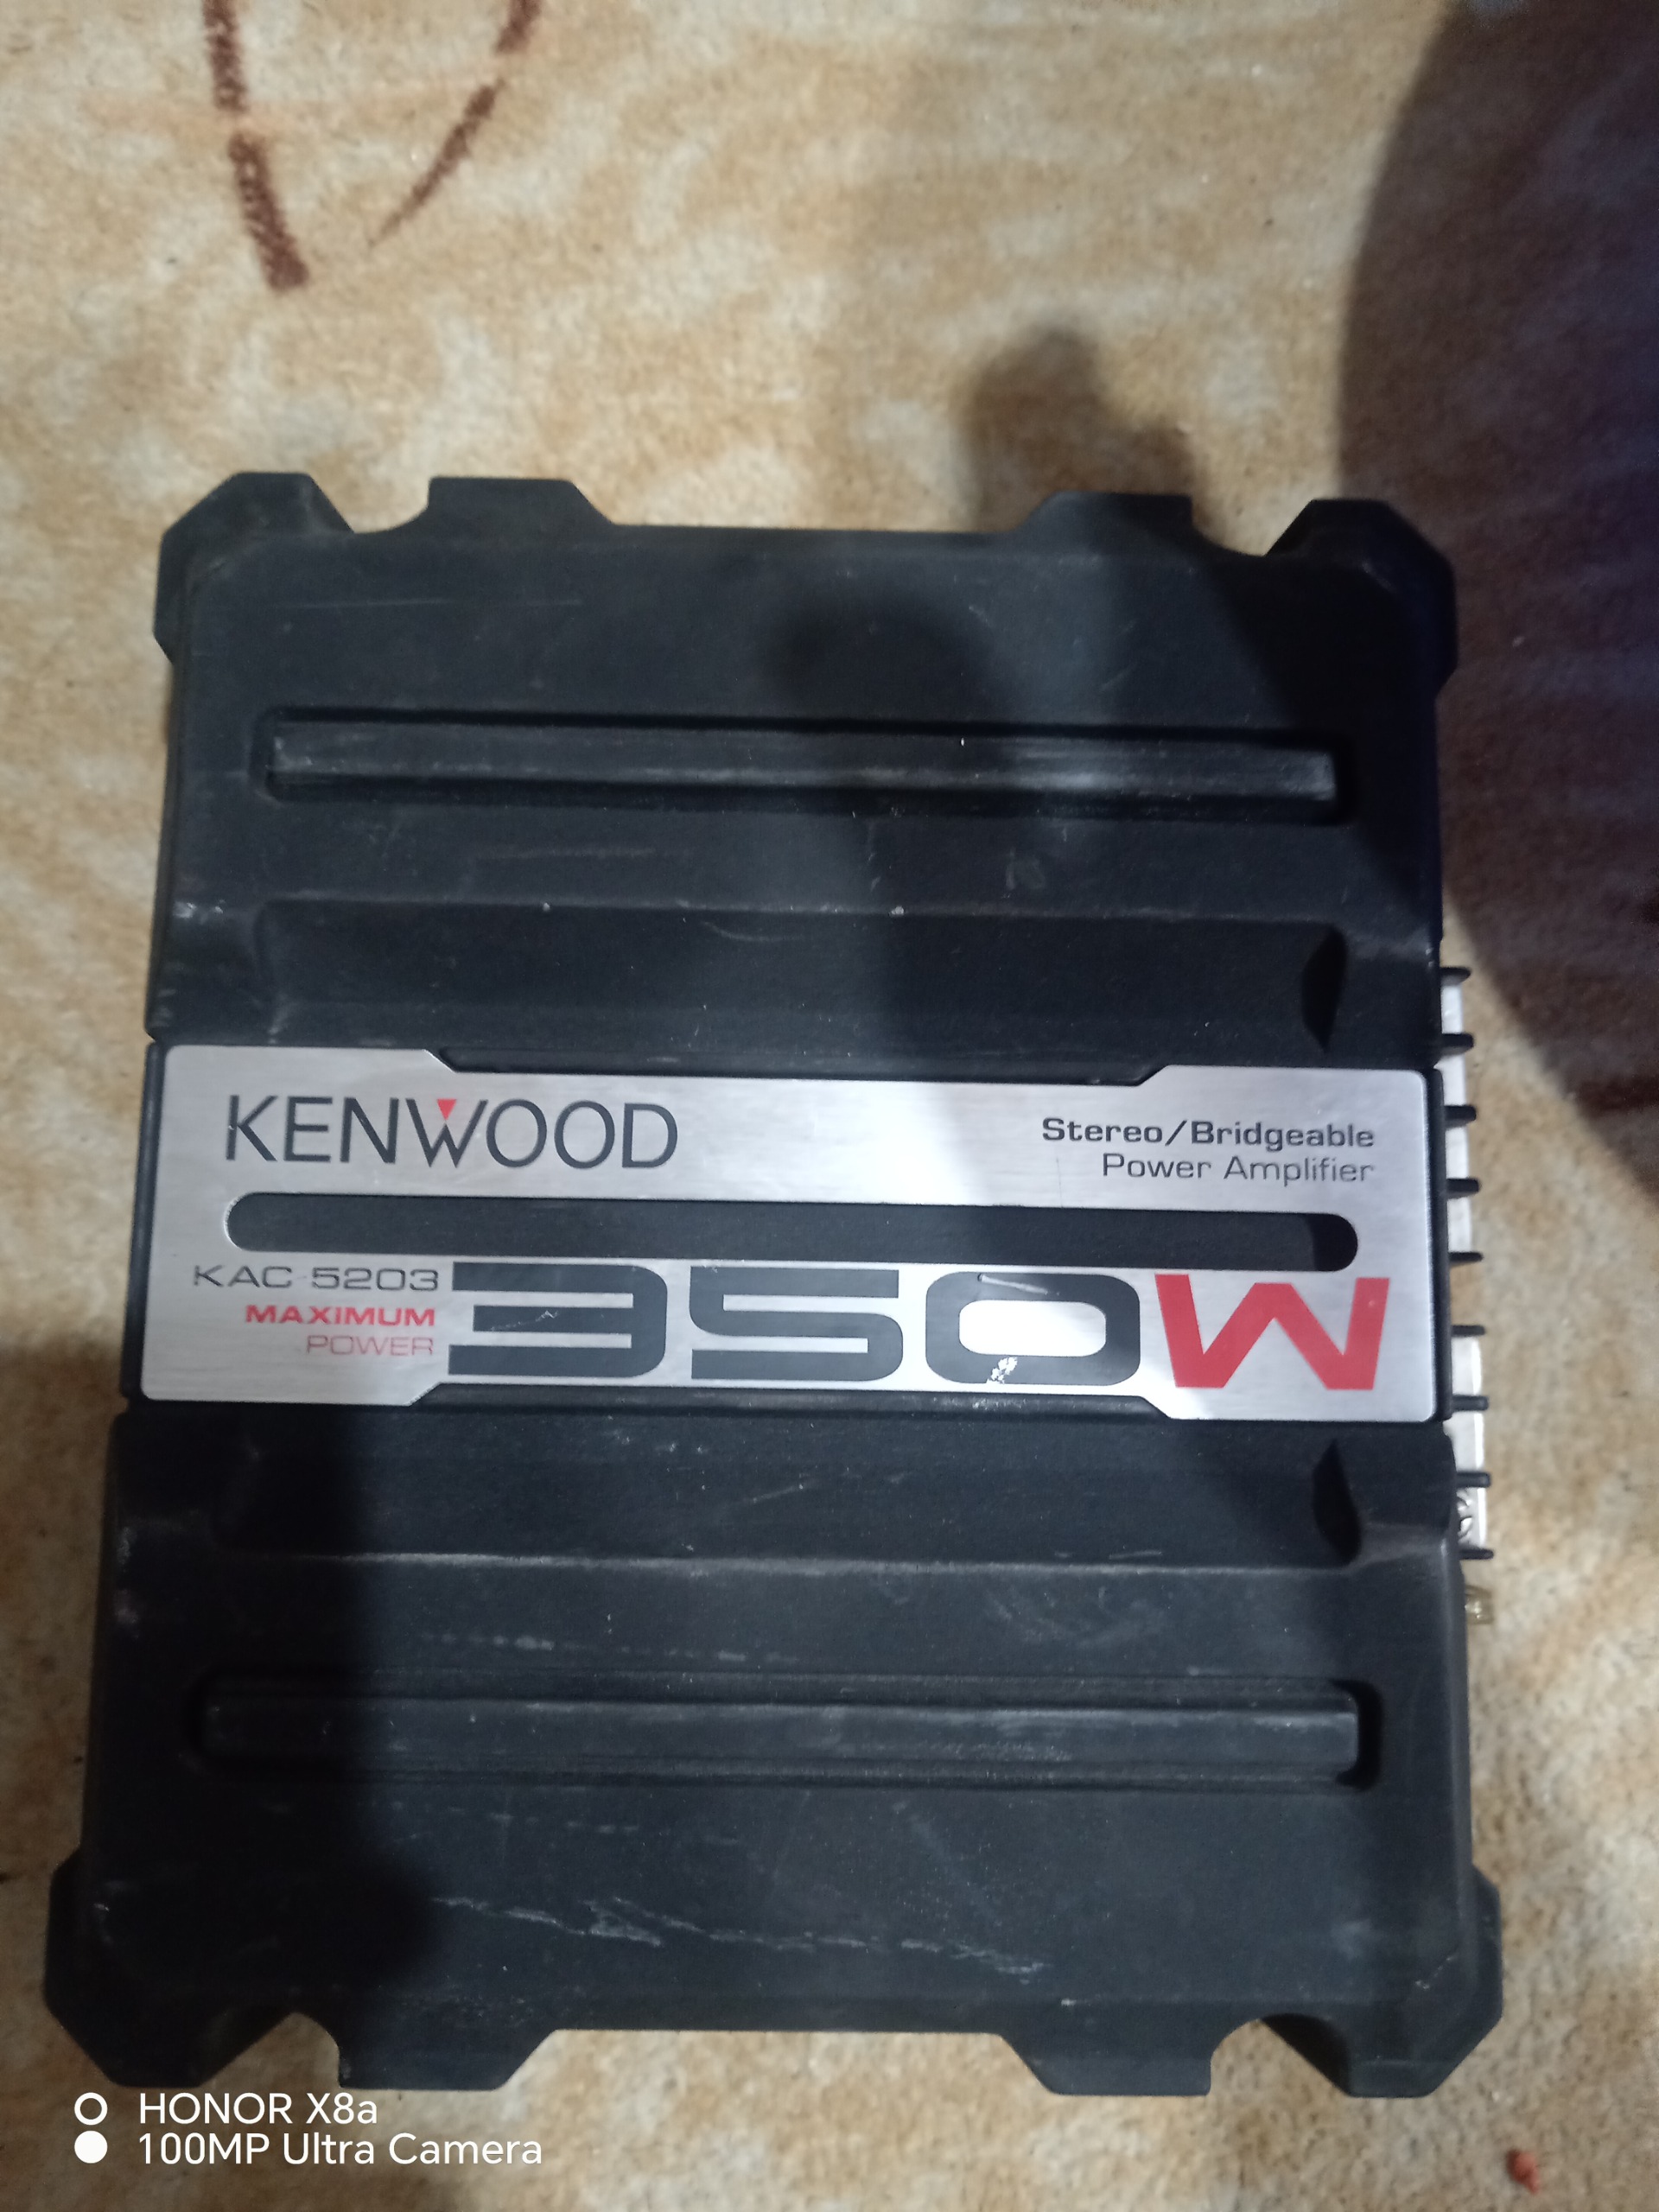 KENWOOD
Stereo/Bridgeable
Power Amplifier
KAC-5203
MAXIMUM
POWER
350W
HONOR X8a
100MP Ultra Camera